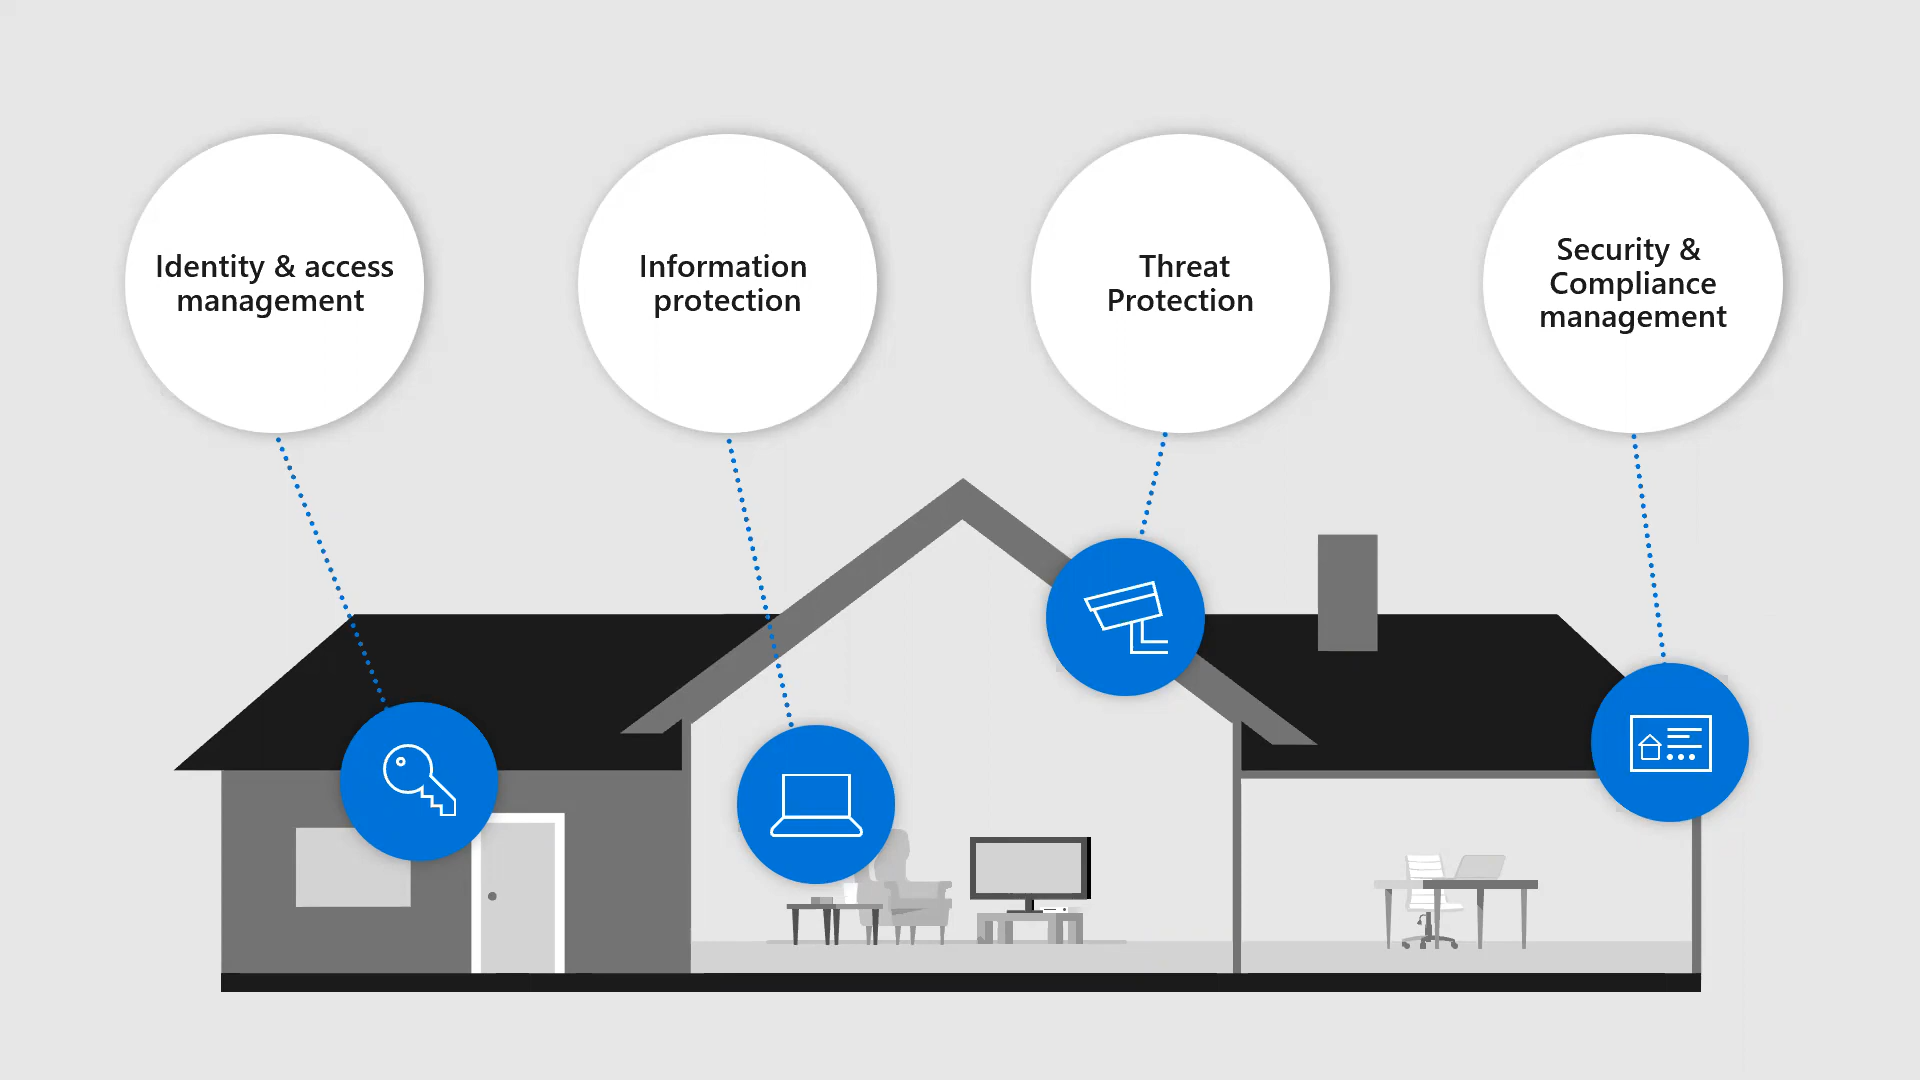 Identity & access
management
Information
protection
Threat
Protection
Security &
Compliance
management